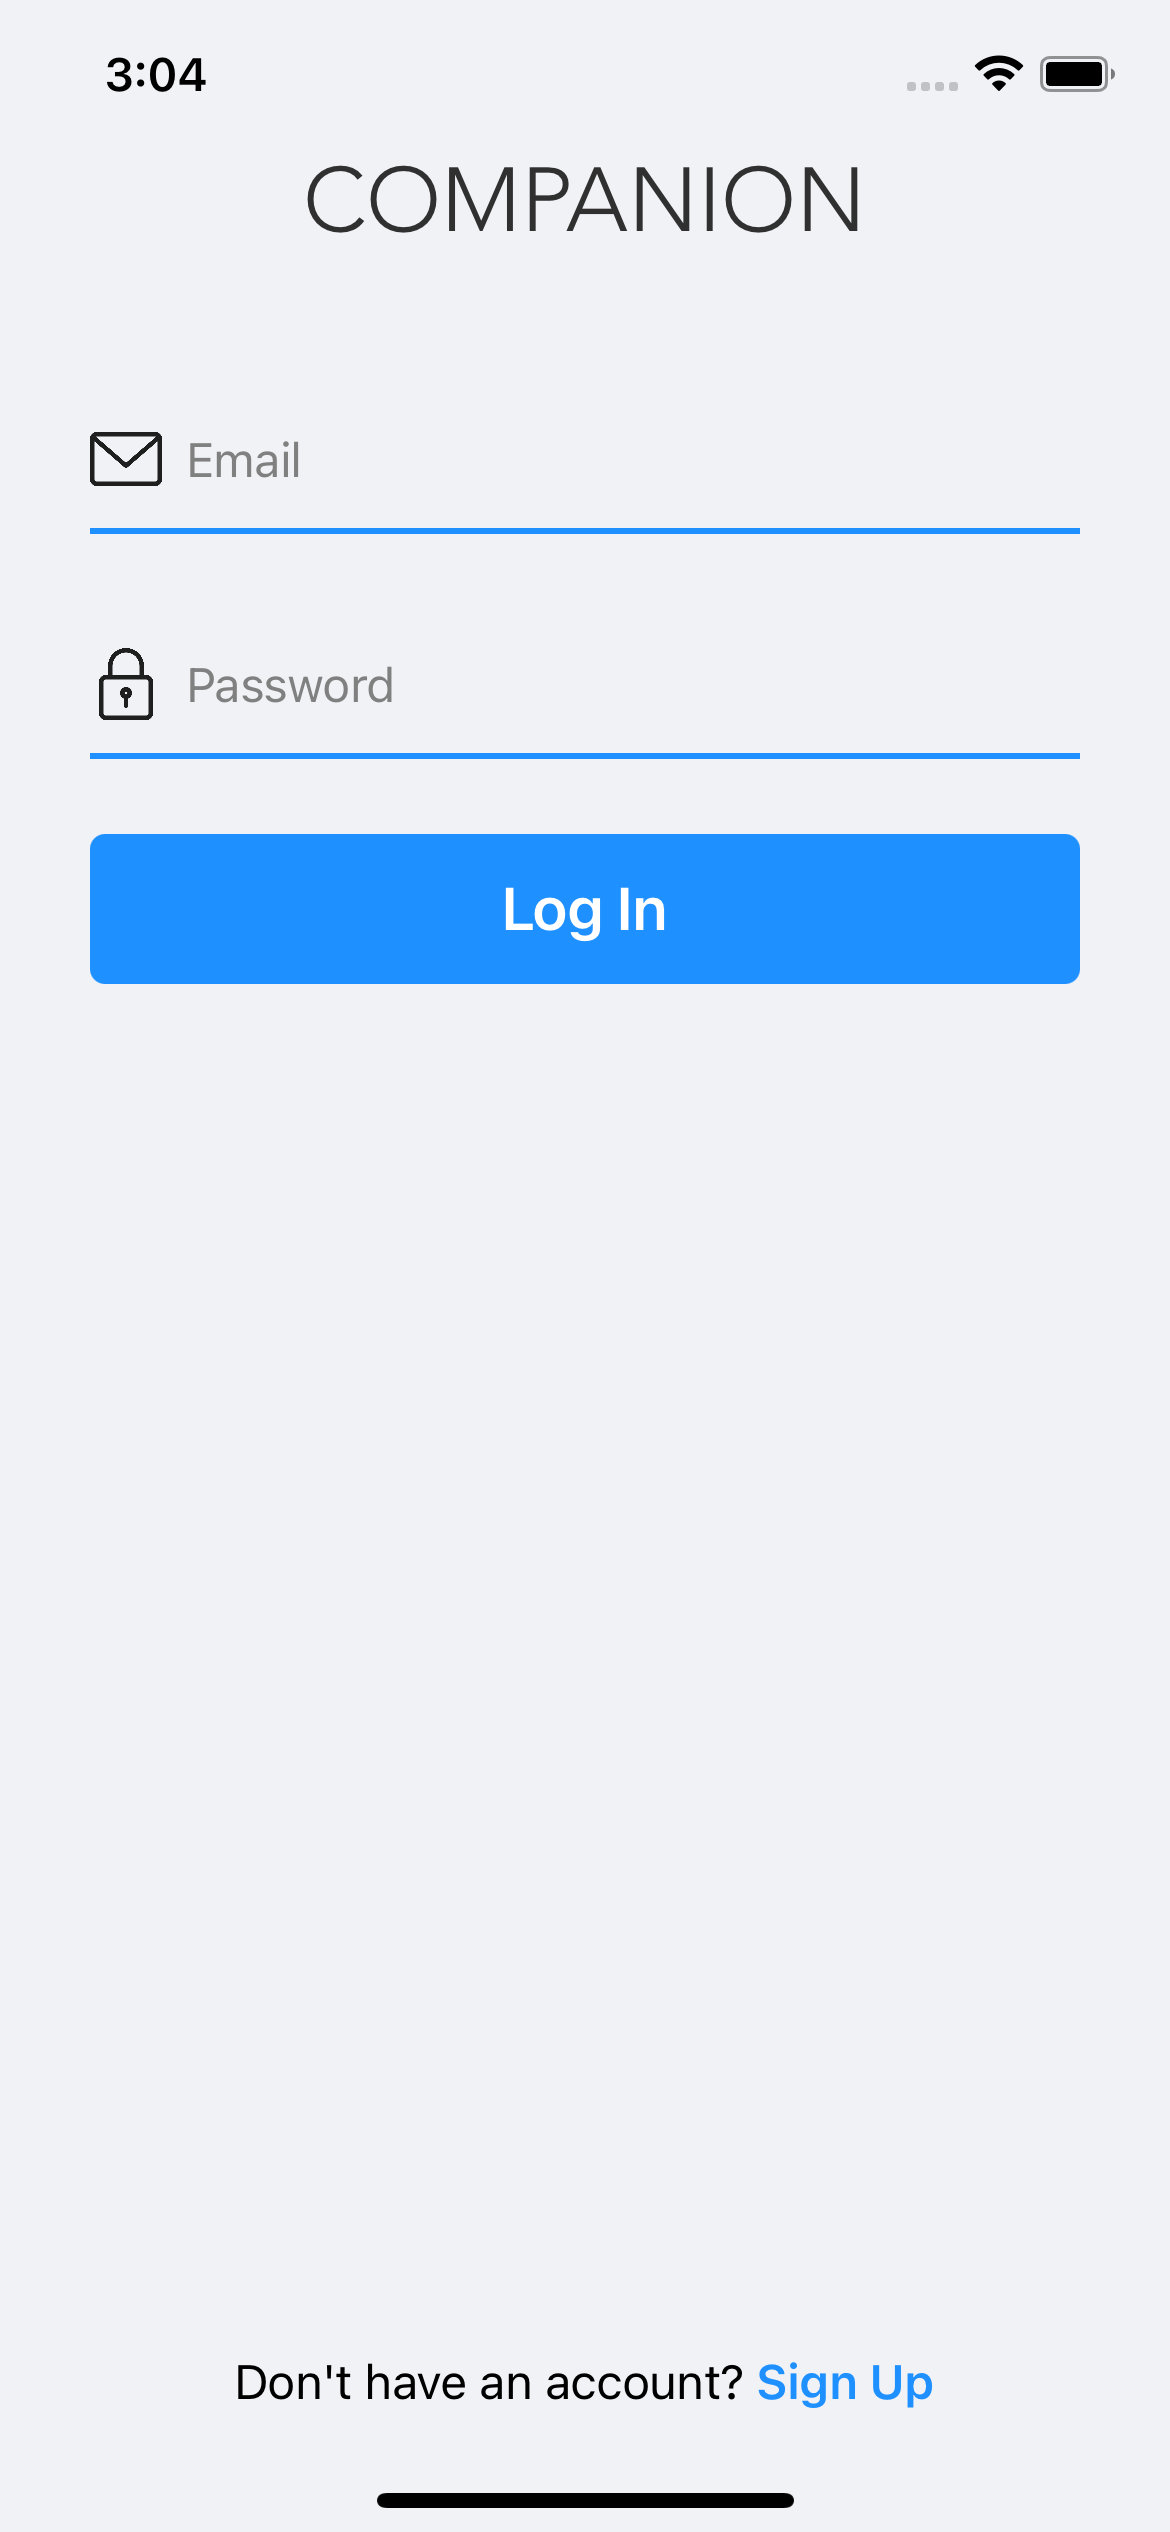 3:04
COMPANION
Email
Password
Log In
Don't have an account? Sign Up